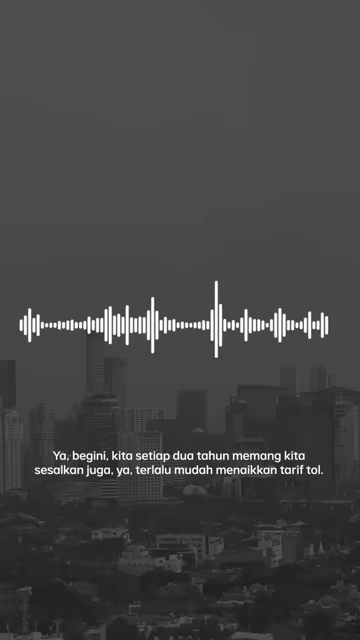 Ya, begini, kita setiap dua tahun memang kita
sesalkan juga, ya, terlalu mudah menaikkan tarif tol.